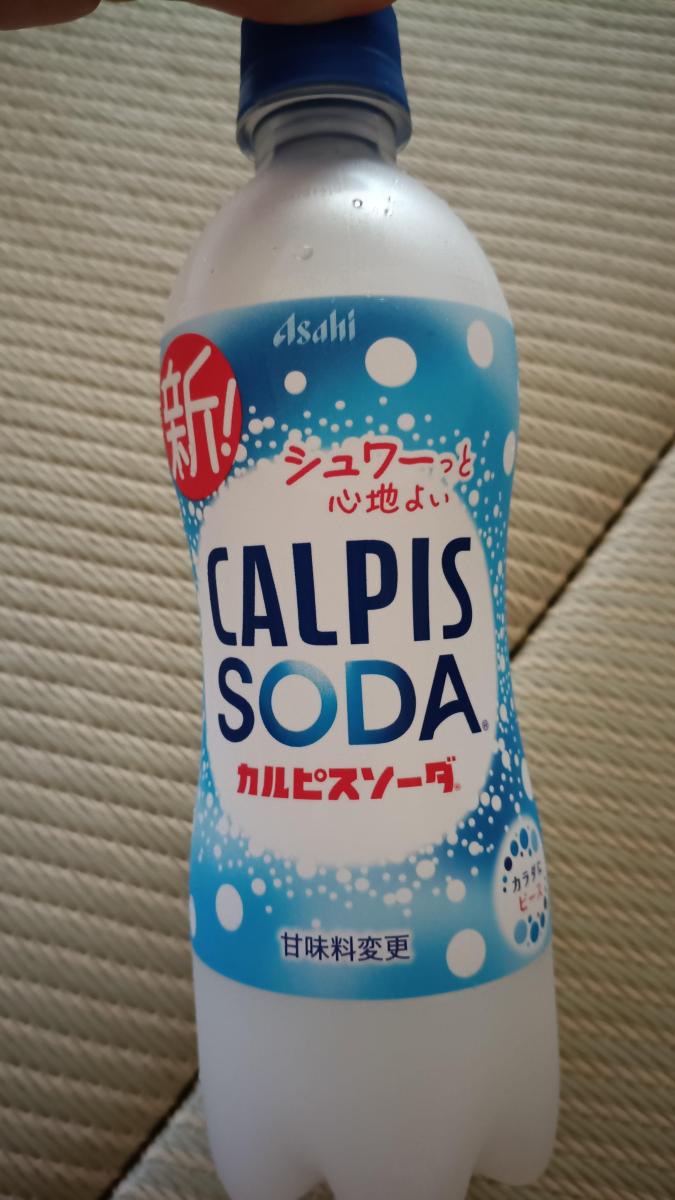 Asahi
新!
シュワーっと
心地よい
CALPIS
SODA®
カルピスソーダ®
カラダに
ピース
甘味料変更